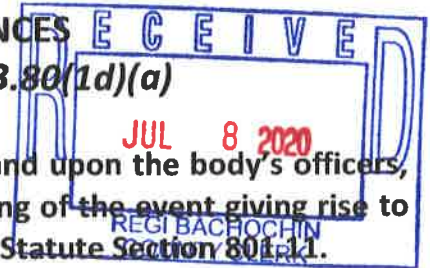 NCES
RECEIVED
3.80(1d)(a)
JUL 8 2020
nd upon the body's officers,
ng of the event giving rise to
REGI BACHOCHIN
Statute Section 801.11.